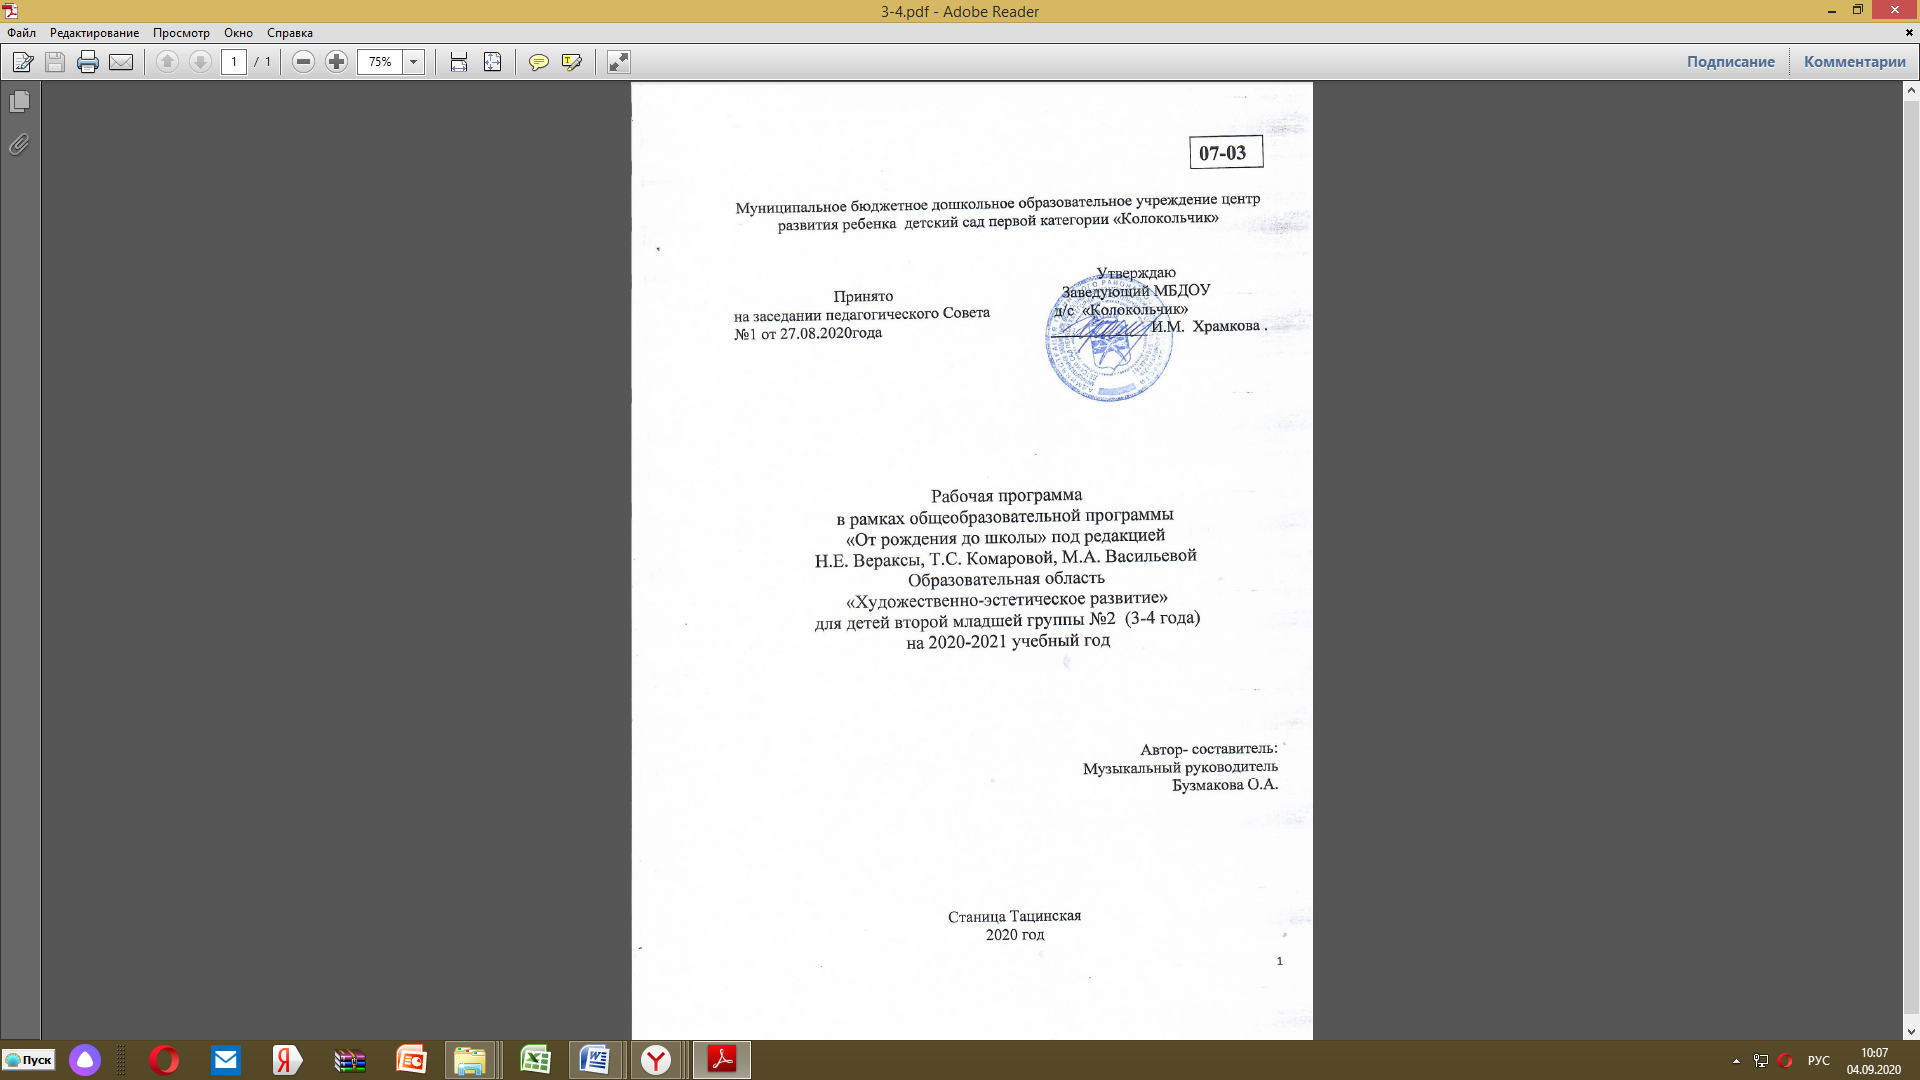 3-4.pdf - Adobe Reader
Файл Редактирование Просмотр Окно Справка
1 / 1 75% Подписание Комментарии
07-03
Муниципальное бюджетное дошкольное образовательное учреждение центр
развития ребенка детский сад первой категории «Колокольчик»
Принято
на заседании педагогического Совета
№1 от 27.08.2020года
Утверждаю
Заведующий МБДОУ
д/с «Колокольчик»
И.М. Храмкова .
Рабочая программа
в рамках общеобразовательной программы
«От рождения до школы» под редакцией
Н.Е. Вераксы, Т.С. Комаровой, М.А. Васильевой
Образовательная область
«Художественно-эстетическое развитие»
для детей второй младшей группы №2 (3-4 года)
на 2020-2021 учебный год
Автор- составитель:
Музыкальный руководитель
Бузмакова О.А.
Станица Тацинская
2020 год
1
Пуск
РУС
10:07
04.09.2020